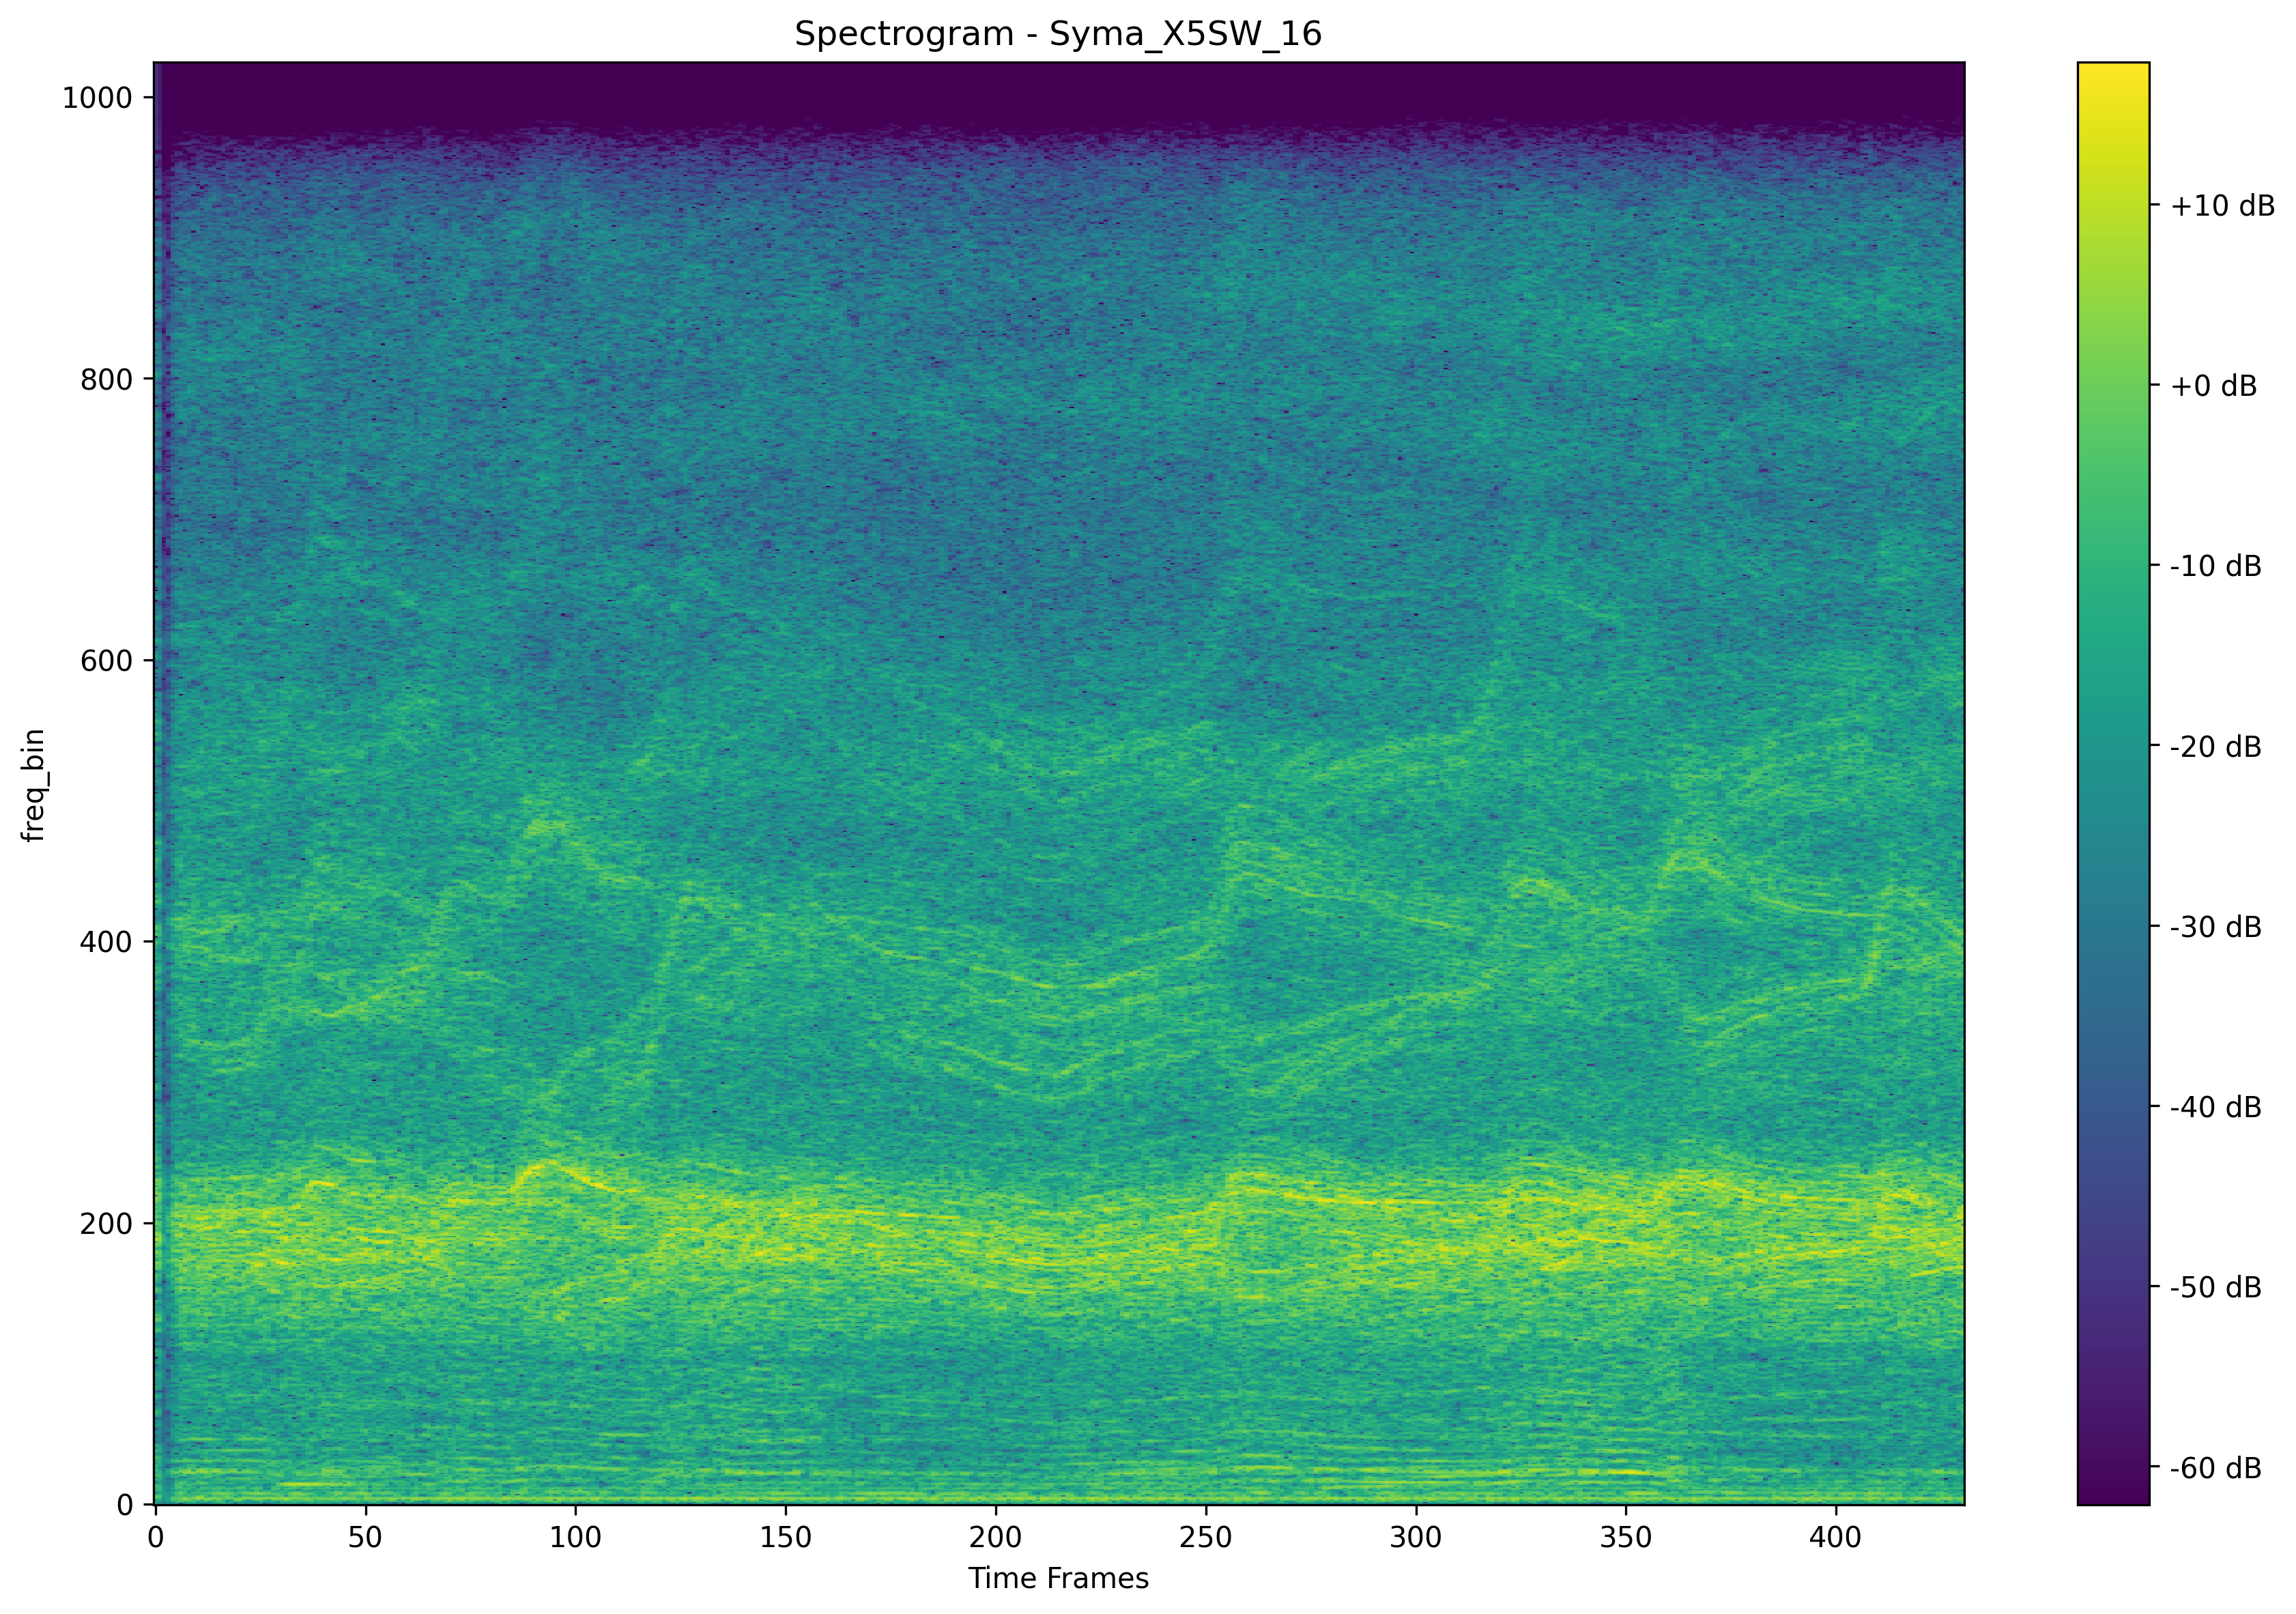 Spectrogram - Syma_X5SW_16
1000
800
600
400
200
0
freq_bin
0 50 100 150 200 250 300 350 400
Time Frames
+10 dB
+0 dB
-10 dB
-20 dB
-30 dB
-40 dB
-50 dB
-60 dB